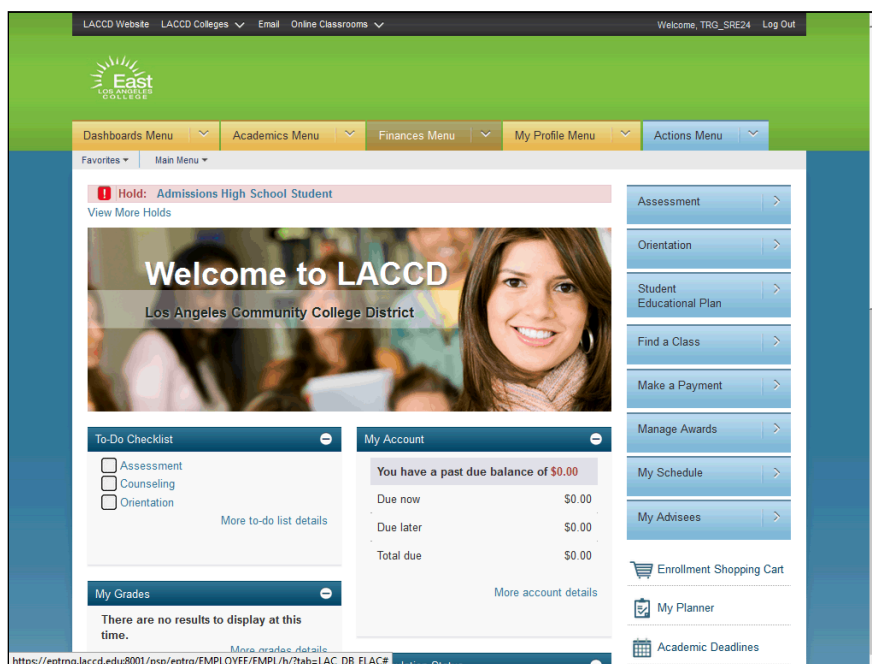 LACCD Website LACCD Colleges Email Online Classrooms Welcome, TRG_SRE24 Log Out
East
LOS ANGELES
COLLEGE
Dashboards Menu Academics Menu Finances Menu My Profile Menu Actions Menu
Favorites Main Menu
Hold: Admissions High School Student
View More Holds
Welcome to LACCD
Los Angeles Community College District
To-Do Checklist
Assessment
Counseling
Orientation
More to-do list details
My Grades
There are no results to display at this
time.
More grades details
My Account
You have a past due balance of $0.00
Due now $0.00
Due later $0.00
Total due $0.00
More account details
Assessment
Orientation
Student
Educational Plan
Find a Class
Make a Payment
Manage Awards
My Schedule
My Advisees
Enrollment Shopping Cart
My Planner
Academic Deadlines
https://eptrng.laccd.edu:8001/psp/eptrg/EMPLOYEE/EMPL/h/?tab=LAC_DB_ELAC#